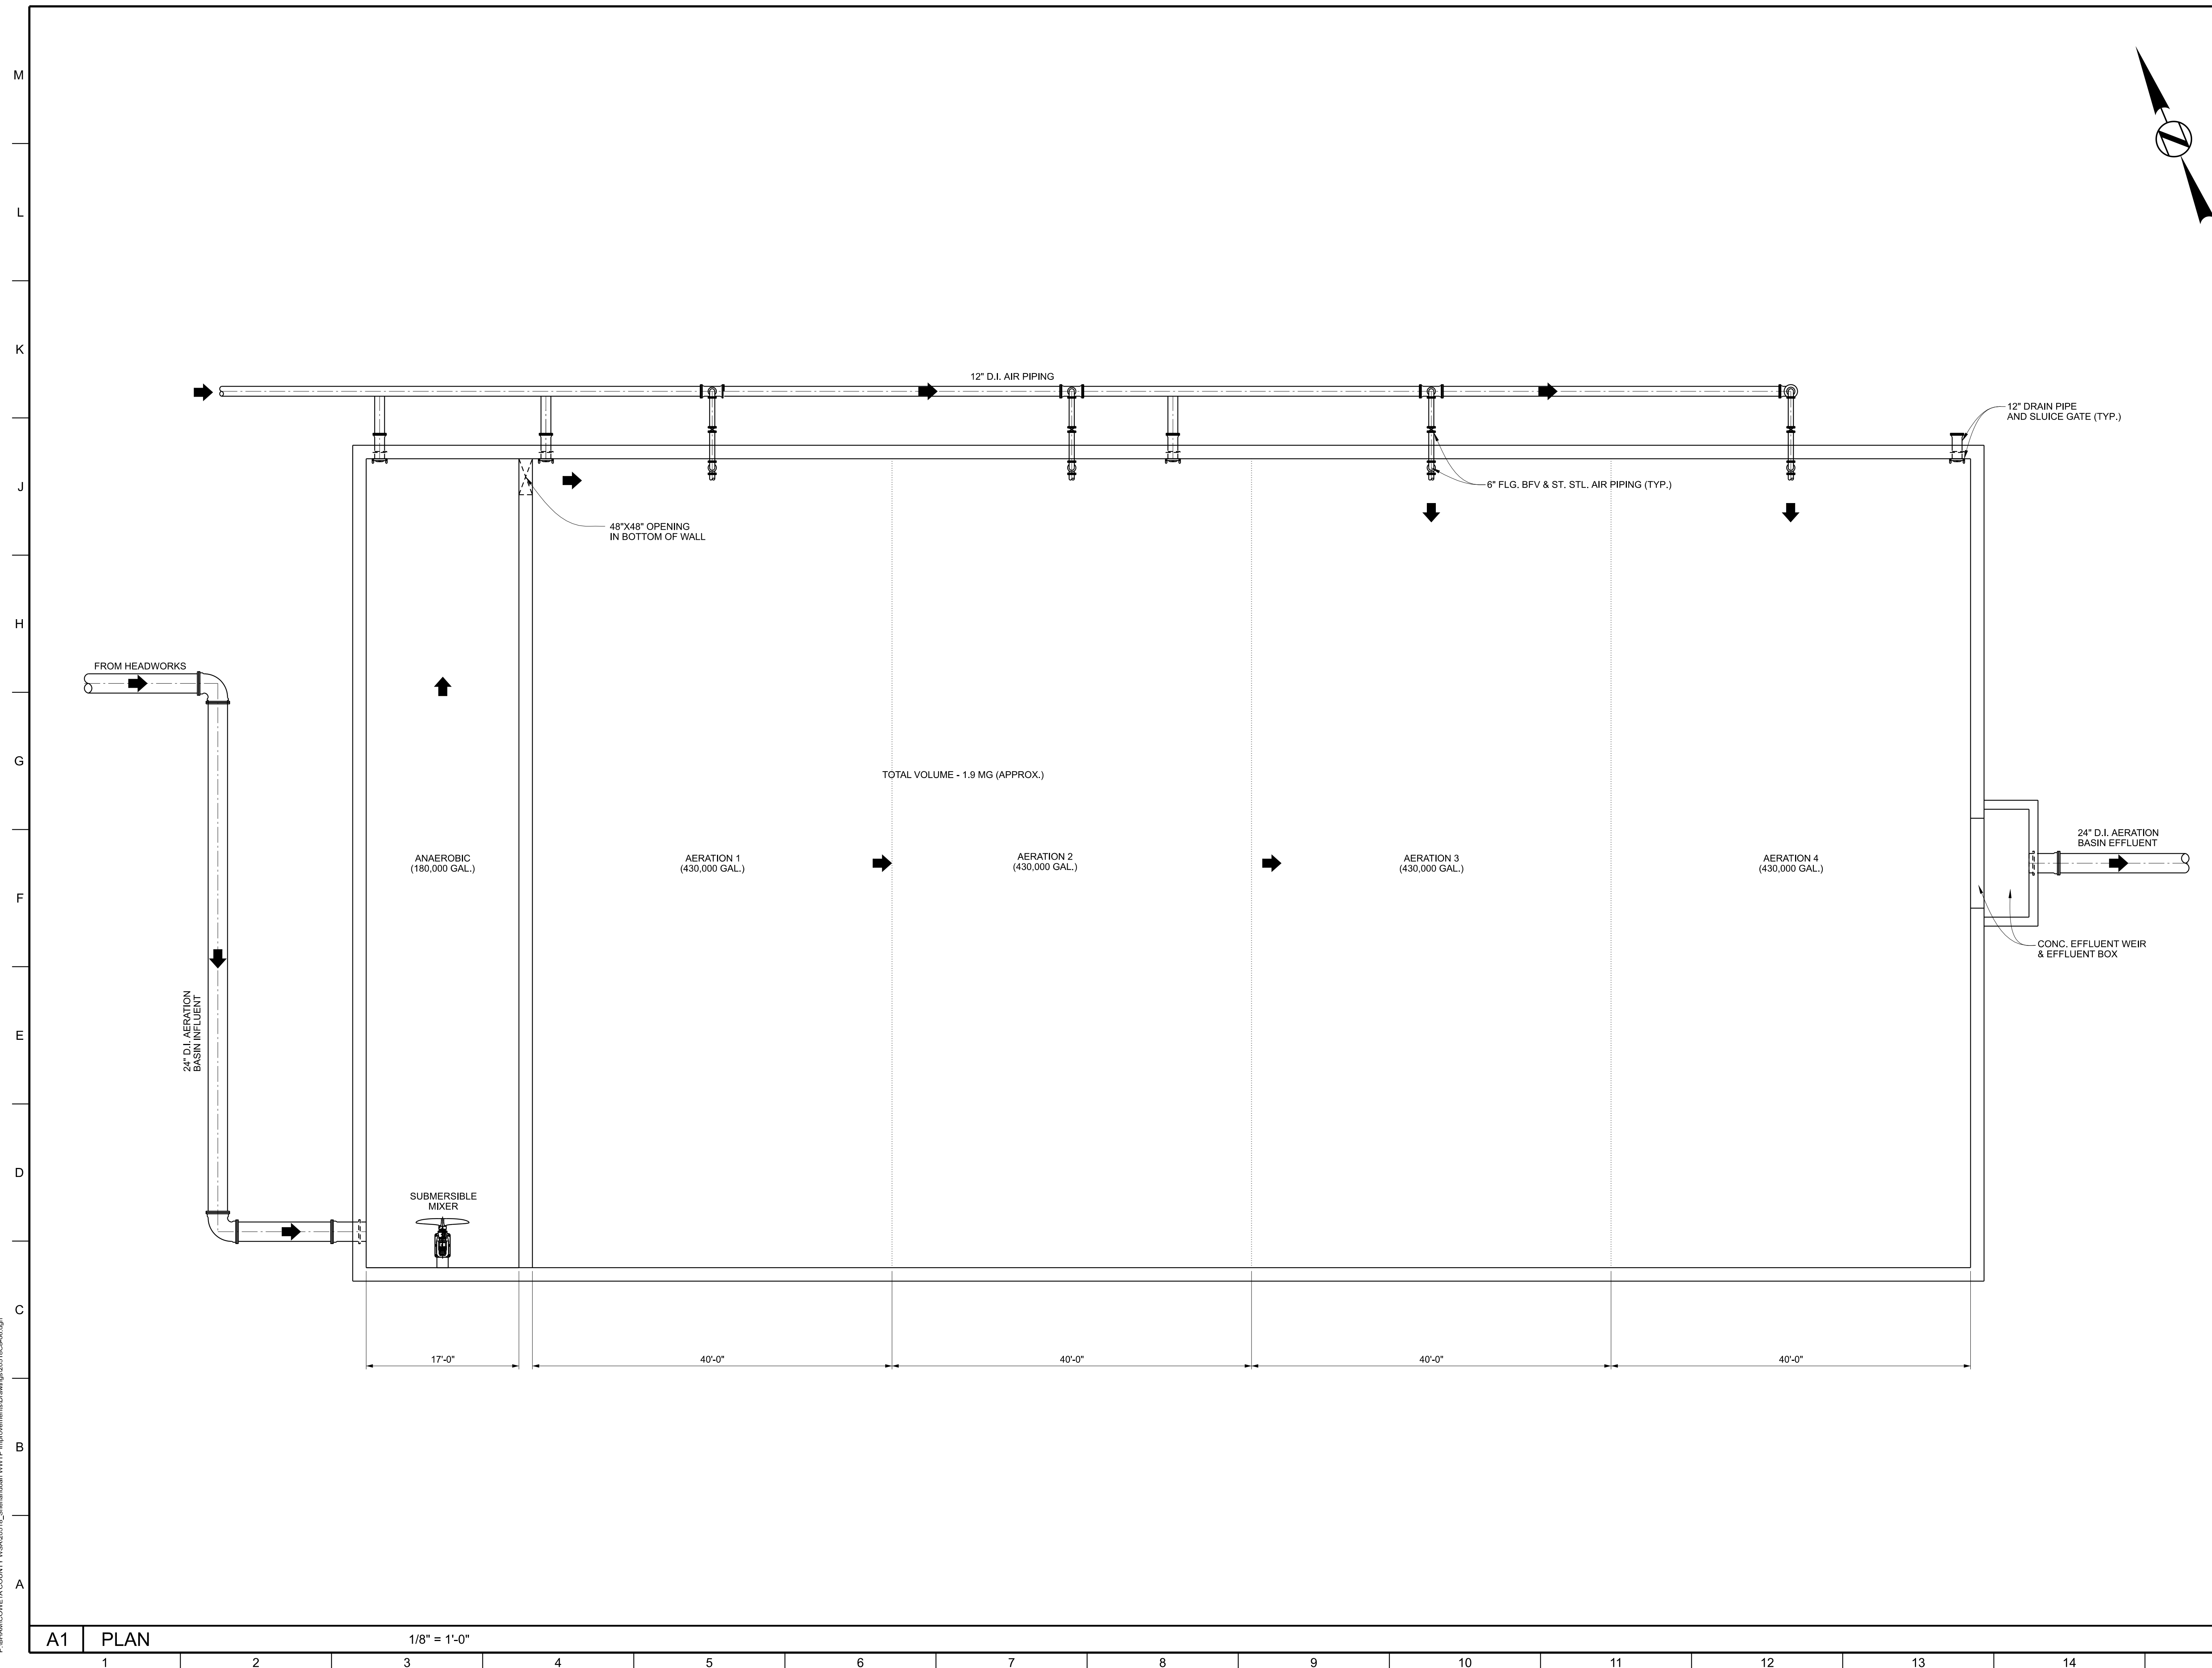 M
L
K
J
H
G
F
E
D
C
B
A
12" D.I. AIR PIPING
12" DRAIN PIPE
AND SLUICE GATE (TYP.)
6" FLG. BFV & ST. STL. AIR PIPING (TYP.)
48"X48" OPENING
IN BOTTOM OF WALL
FROM HEADWORKS
TOTAL VOLUME - 1.9 MG (APPROX.)
ANAEROBIC
(180,000 GAL.)
AERATION 1
(430,000 GAL.)
AERATION 2
(430,000 GAL.)
AERATION 3
(430,000 GAL.)
AERATION 4
(430,000 GAL.)
24" D.I. AERATION
BASIN EFFLUENT
CONC. EFFLUENT WEIR
& EFFLUENT BOX
24" D.I. AERATION
BASIN INFLUENT
SUBMERSIBLE
MIXER
17'-0"
40'-0"
40'-0"
40'-0"
40'-0"
A1 PLAN 1/8" = 1'-0"
1 2 3 4 5 6 7 8 9 10 11 12 13 14
N